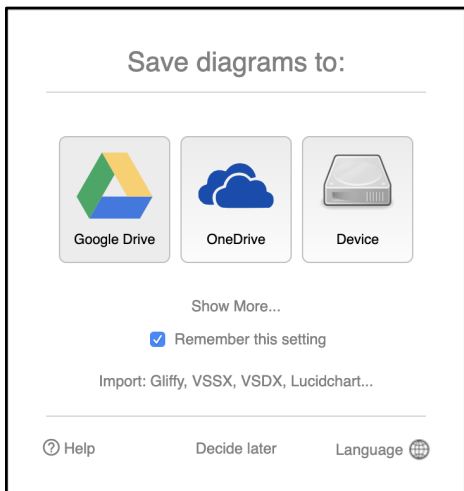 Save diagrams to:
Google Drive OneDrive Device
Show More...
Remember this setting
Import: Gliffy, VSSX, VSDX, Lucidchart...
? Help Decide later Language